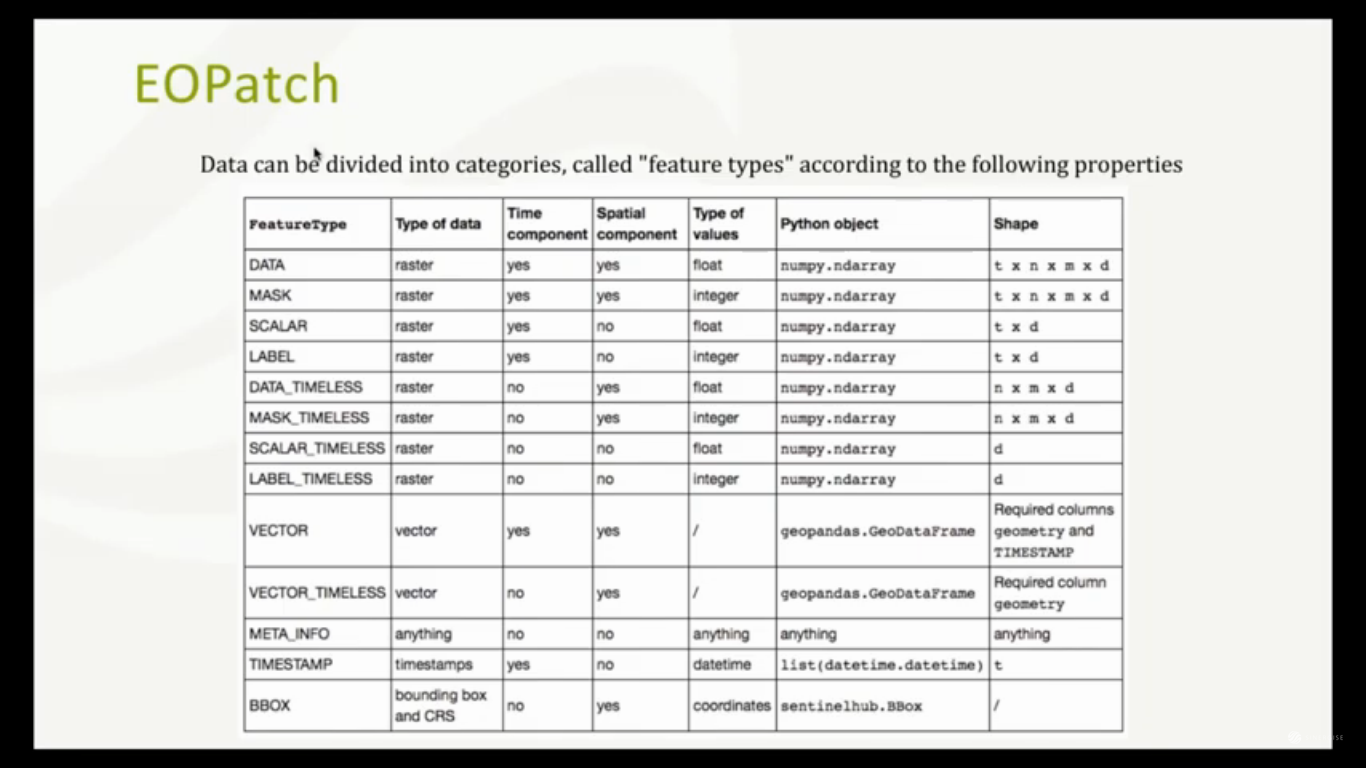 EOPatch
Data can be divided into categories, called "feature types" according to the following properties
FeatureType Type of data Time component Spatial component Type of values Python object Shape
DATA raster yes yes float numpy.ndarray t x n x m x d
MASK raster yes yes integer numpy.ndarray t x n x m x d
SCALAR raster yes no float numpy.ndarray t x d
LABEL raster yes no integer numpy.ndarray t x d
DATA_TIMELESS raster no yes float numpy.ndarray n x m x d
MASK_TIMELESS raster no yes integer numpy.ndarray n x m x d
SCALAR_TIMELESS raster no no float numpy.ndarray d
LABEL_TIMELESS raster no no integer numpy.ndarray d
VECTOR vector yes yes / geopandas.GeoDataFrame Required columns geometry and TIMESTAMP
VECTOR_TIMELESS vector no yes / geopandas.GeoDataFrame Required column geometry
META_INFO anything no no anything anything anything
TIMESTAMP timestamps yes no datetime list(datetime.datetime) t
BBOX bounding box and CRS no yes coordinates sentinelhub.BBox /